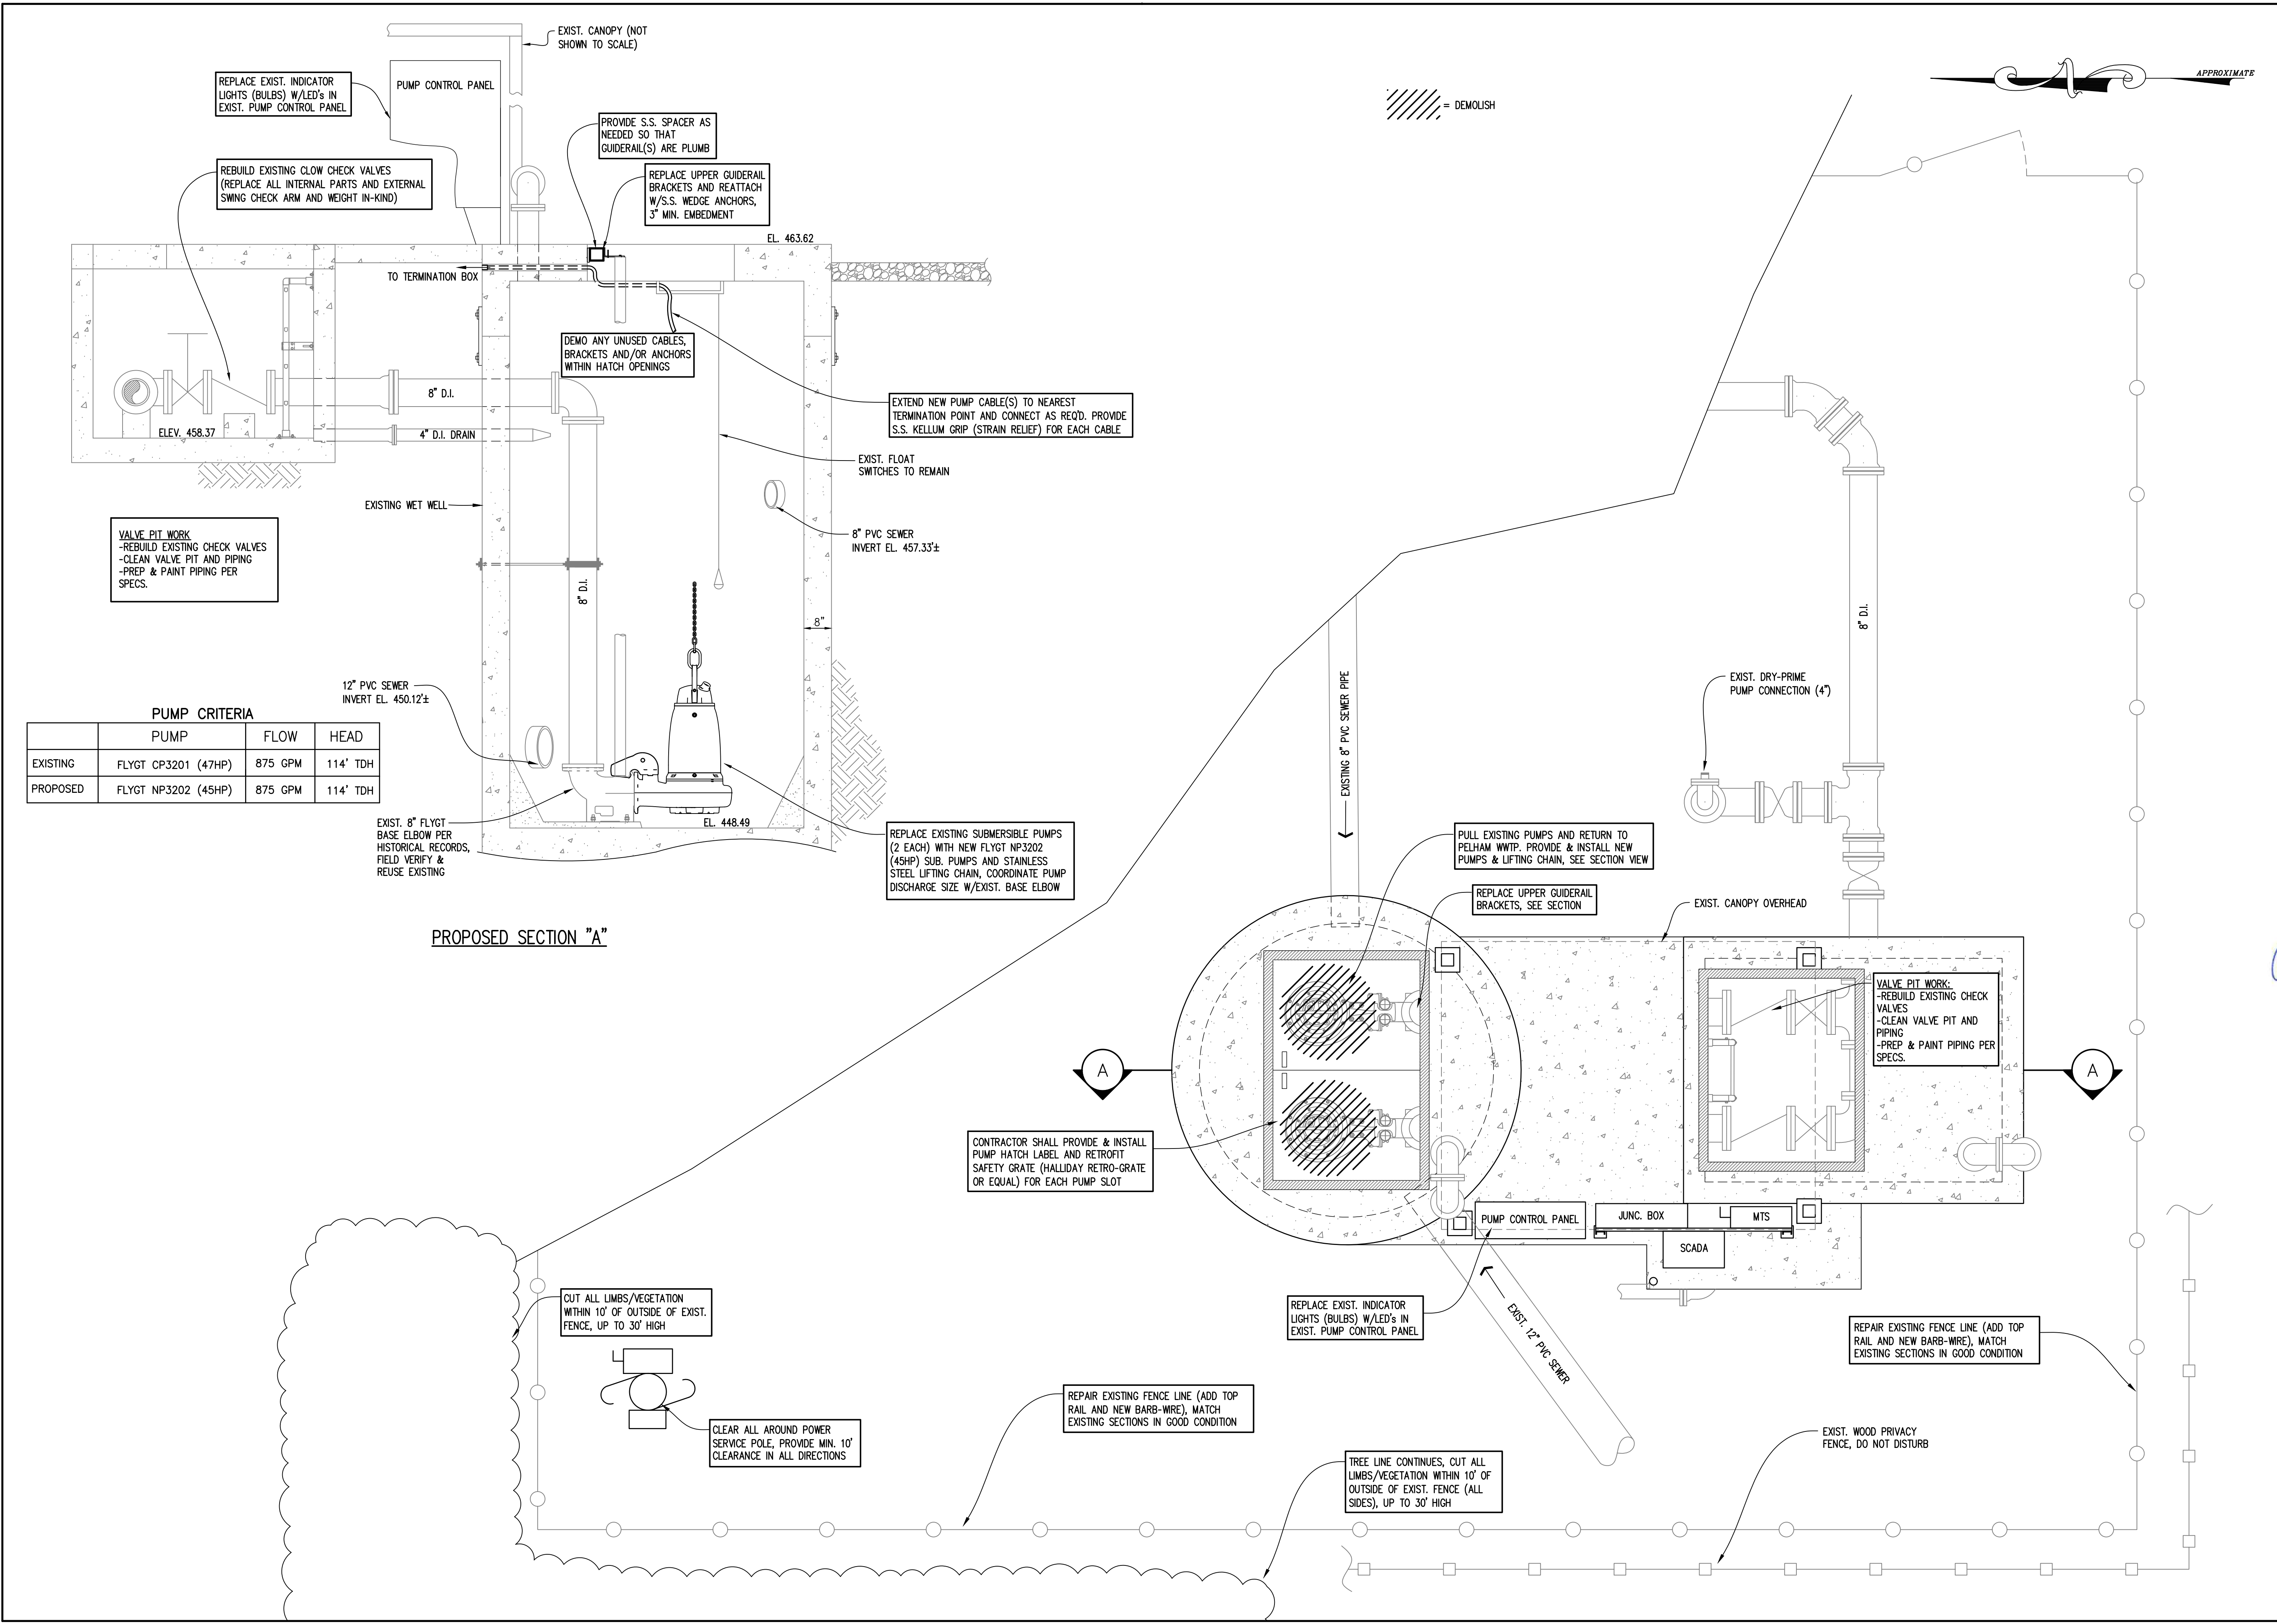 EXIST. CANOPY (NOT
SHOWN TO SCALE)
REPLACE EXIST. INDICATOR
LIGHTS (BULBS) W/LED's IN
EXIST. PUMP CONTROL PANEL
PUMP CONTROL PANEL
PROVIDE S.S. SPACER AS
NEEDED SO THAT
GUIDERAIL(S) ARE PLUMB
REBUILD EXISTING CLOW CHECK VALVES
(REPLACE ALL INTERNAL PARTS AND EXTERNAL
SWING CHECK ARM AND WEIGHT IN-KIND)
REPLACE UPPER GUIDERAIL
BRACKETS AND REATTACH
W/S.S. WEDGE ANCHORS,
3" MIN. EMBEDMENT
EL. 463.62
TO TERMINATION BOX
DEMO ANY UNUSED CABLES,
BRACKETS AND/OR ANCHORS
WITHIN HATCH OPENINGS
8" D.I.
ELEV. 458.37
4" D.I. DRAIN
EXTEND NEW PUMP CABLE(S) TO NEAREST
TERMINATION POINT AND CONNECT AS REQ'D. PROVIDE
S.S. KELLUM GRIP (STRAIN RELIEF) FOR EACH CABLE
EXIST. FLOAT
SWITCHES TO REMAIN
EXISTING WET WELL
8" PVC SEWER
INVERT EL. 457.33'±
VALVE PIT WORK
-REBUILD EXISTING CHECK VALVES
-CLEAN VALVE PIT AND PIPING
-PREP & PAINT PIPING PER
SPECS.
8" D.I.
8"
12" PVC SEWER
INVERT EL. 450.12'±
PUMP CRITERIA
PUMP FLOW HEAD
EXISTING FLYGT CP3201 (47HP) 875 GPM 114' TDH
PROPOSED FLYGT NP3202 (45HP) 875 GPM 114' TDH
EXIST. 8" FLYGT
BASE ELBOW PER
HISTORICAL RECORDS,
FIELD VERIFY &
REUSE EXISTING
EL. 448.49
REPLACE EXISTING SUBMERSIBLE PUMPS
(2 EACH) WITH NEW FLYGT NP3202
(45HP) SUB. PUMPS AND STAINLESS
STEEL LIFTING CHAIN, COORDINATE PUMP
DISCHARGE SIZE W/EXIST. BASE ELBOW
PROPOSED SECTION "A"
= DEMOLISH
N
APPROXIMATE
8" D.I.
EXIST. DRY-PRIME
PUMP CONNECTION (4")
EXISTING 8" PVC SEWER PIPE
PULL EXISTING PUMPS AND RETURN TO
PELHAM WWTP. PROVIDE & INSTALL NEW
PUMPS & LIFTING CHAIN, SEE SECTION VIEW
REPLACE UPPER GUIDERAIL
BRACKETS, SEE SECTION
EXIST. CANOPY OVERHEAD
VALVE PIT WORK:
-REBUILD EXISTING CHECK
VALVES
-CLEAN VALVE PIT AND
PIPING
-PREP & PAINT PIPING PER
SPECS.
A
A
CONTRACTOR SHALL PROVIDE & INSTALL
PUMP HATCH LABEL AND RETROFIT
SAFETY GRATE (HALLIDAY RETRO-GRATE
OR EQUAL) FOR EACH PUMP SLOT
PUMP CONTROL PANEL
JUNC. BOX
MTS
SCADA
REPLACE EXIST. INDICATOR
LIGHTS (BULBS) W/LED's IN
EXIST. PUMP CONTROL PANEL
EXIST. 12" PVC SEWER
CUT ALL LIMBS/VEGETATION
WITHIN 10' OF OUTSIDE OF EXIST.
FENCE, UP TO 30' HIGH
REPAIR EXISTING FENCE LINE (ADD TOP
RAIL AND NEW BARB-WIRE), MATCH
EXISTING SECTIONS IN GOOD CONDITION
REPAIR EXISTING FENCE LINE (ADD TOP
RAIL AND NEW BARB-WIRE), MATCH
EXISTING SECTIONS IN GOOD CONDITION
CLEAR ALL AROUND POWER
SERVICE POLE, PROVIDE MIN. 10'
CLEARANCE IN ALL DIRECTIONS
EXIST. WOOD PRIVACY
FENCE, DO NOT DISTURB
TREE LINE CONTINUES, CUT ALL
LIMBS/VEGETATION WITHIN 10' OF
OUTSIDE OF EXIST. FENCE (ALL
SIDES), UP TO 30' HIGH